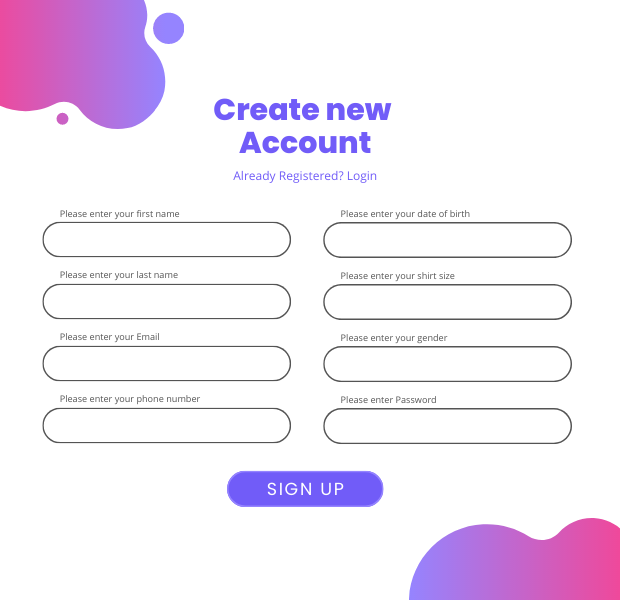 Create new
Account
Already Registered? Login
Please enter your first name
Please enter your last name
Please enter your Email
Please enter your phone number
Please enter your date of birth
Please enter your shirt size
Please enter your gender
Please enter Password
SIGN UP